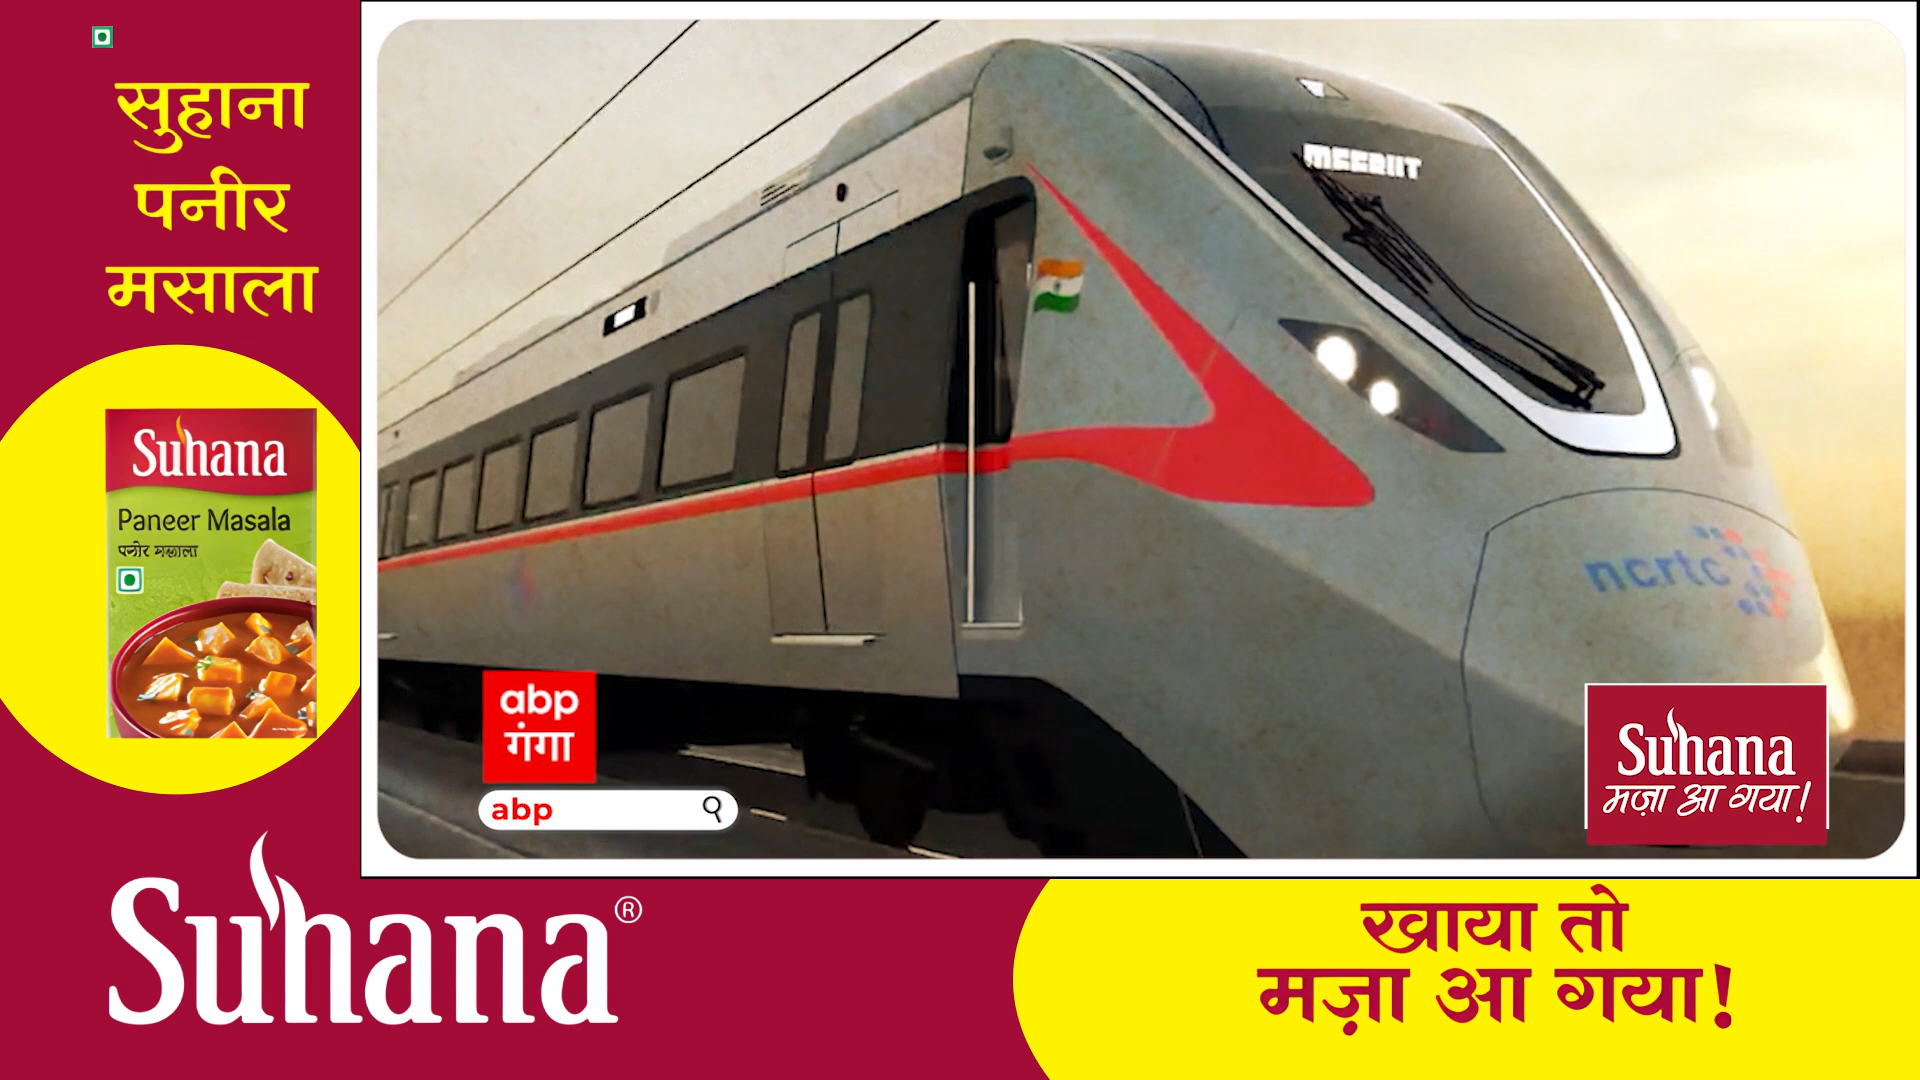 सुहाना
पनीर
मसाला
Suhana
Paneer Masala
पनीर मसाला
MEERUT
ncrtc
abp
गंगा
abp
Suhana
मज़ा आ गया!
Suhana®
खाया तो
मज़ा आ गया!